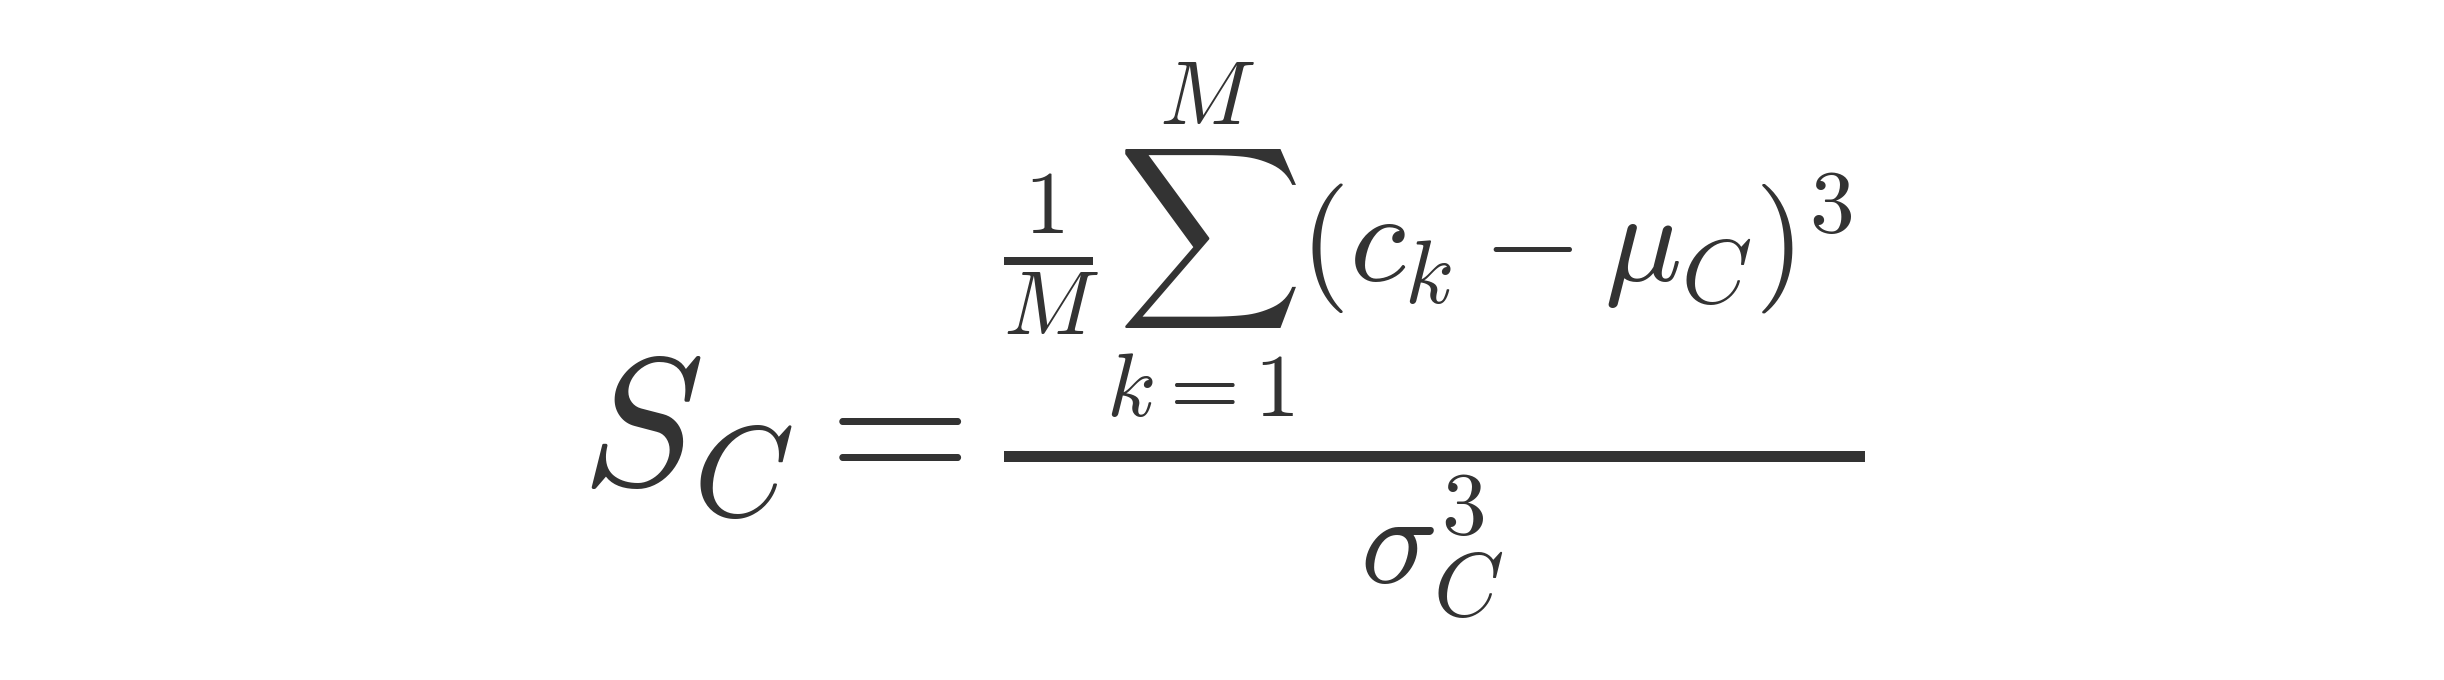 S_C = \frac{\frac{1}{M} \sum_{k=1}^{M} (c_k - \mu_C)^3}{\sigma_C^3}